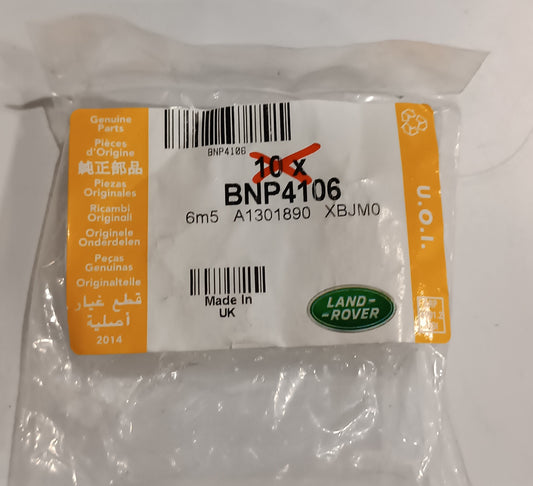 Genuine
Parts
Pièces
d'Origine
純正部品
Piezas
Originales
Ricambi
Originali
Originele
Onderdelen
Peças
Genuinas
Originalteile
قطع غيار
أصلية
2014
BNP4106
10 x
BNP4106
6m5 A1301890 XBJM0
Made In
UK
LAND-
-ROVER
U.O.I.